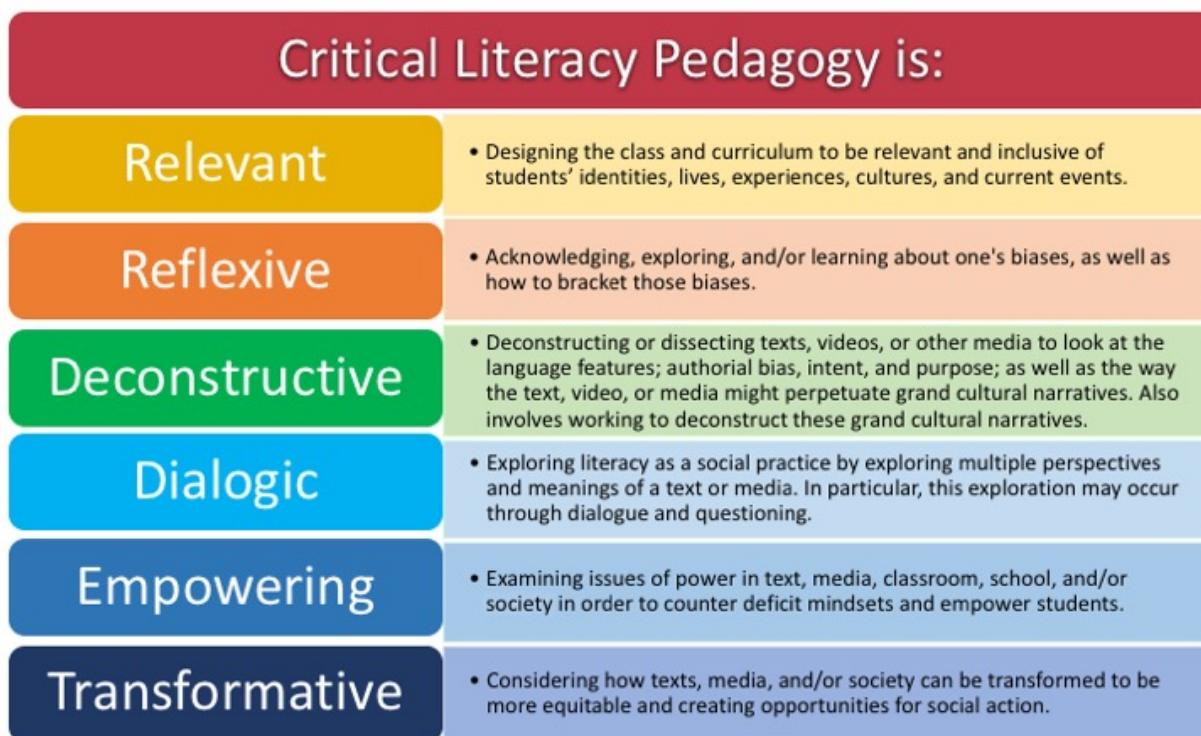 Critical Literacy Pedagogy is:
Relevant
• Designing the class and curriculum to be relevant and inclusive of
students' identities, lives, experiences, cultures, and current events.
Reflexive
• Acknowledging, exploring, and/or learning about one's biases, as well as
how to bracket those biases.
Deconstructive
• Deconstructing or dissecting texts, videos, or other media to look at the
language features; authorial bias, intent, and purpose; as well as the way
the text, video, or media might perpetuate grand cultural narratives. Also
involves working to deconstruct these grand cultural narratives.
Dialogic
• Exploring literacy as a social practice by exploring multiple perspectives
and meanings of a text or media. In particular, this exploration may occur
through dialogue and questioning.
Empowering
• Examining issues of power in text, media, classroom, school, and/or
society in order to counter deficit mindsets and empower students.
Transformative
• Considering how texts, media, and/or society can be transformed to be
more equitable and creating opportunities for social action.